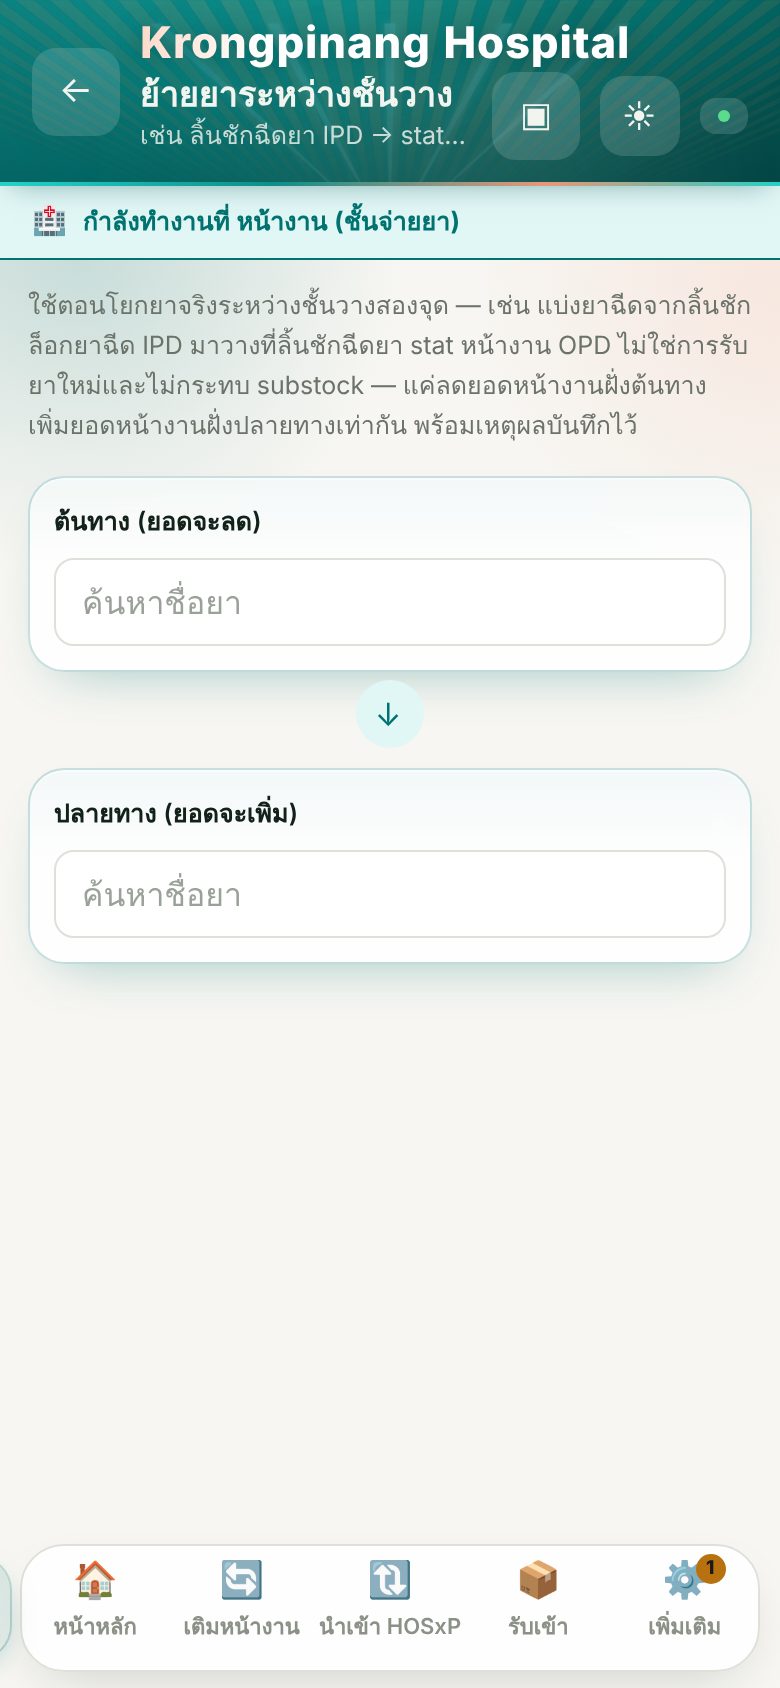 Krongpinang Hospital
ย้ายยาระหว่างชั้นวาง
เช่น ลิ้นชักฉีดยา IPD → stat...
กำลังทำงานที่ หน้างาน (ชั้นจ่ายยา)
ใช้ตอนโยกยาจริงระหว่างชั้นวางสองจุด — เช่น แบ่งยาฉีดจากลิ้นชัก
ล็อกยาฉีด IPD มาวางที่ลิ้นชักฉีดยา stat หน้างาน OPD ไม่ใช่การรับ
ยาใหม่และไม่กระทบ substock — แค่ลดยอดหน้างานฝั่งต้นทาง
เพิ่มยอดหน้างานฝั่งปลายทางเท่ากัน พร้อมเหตุผลบันทึกไว้
ต้นทาง (ยอดจะลด)
ค้นหาชื่อยา
↓
ปลายทาง (ยอดจะเพิ่ม)
ค้นหาชื่อยา
1
หน้าหลัก เติมหน้างาน นำเข้า HOSxP รับเข้า เพิ่มเติม